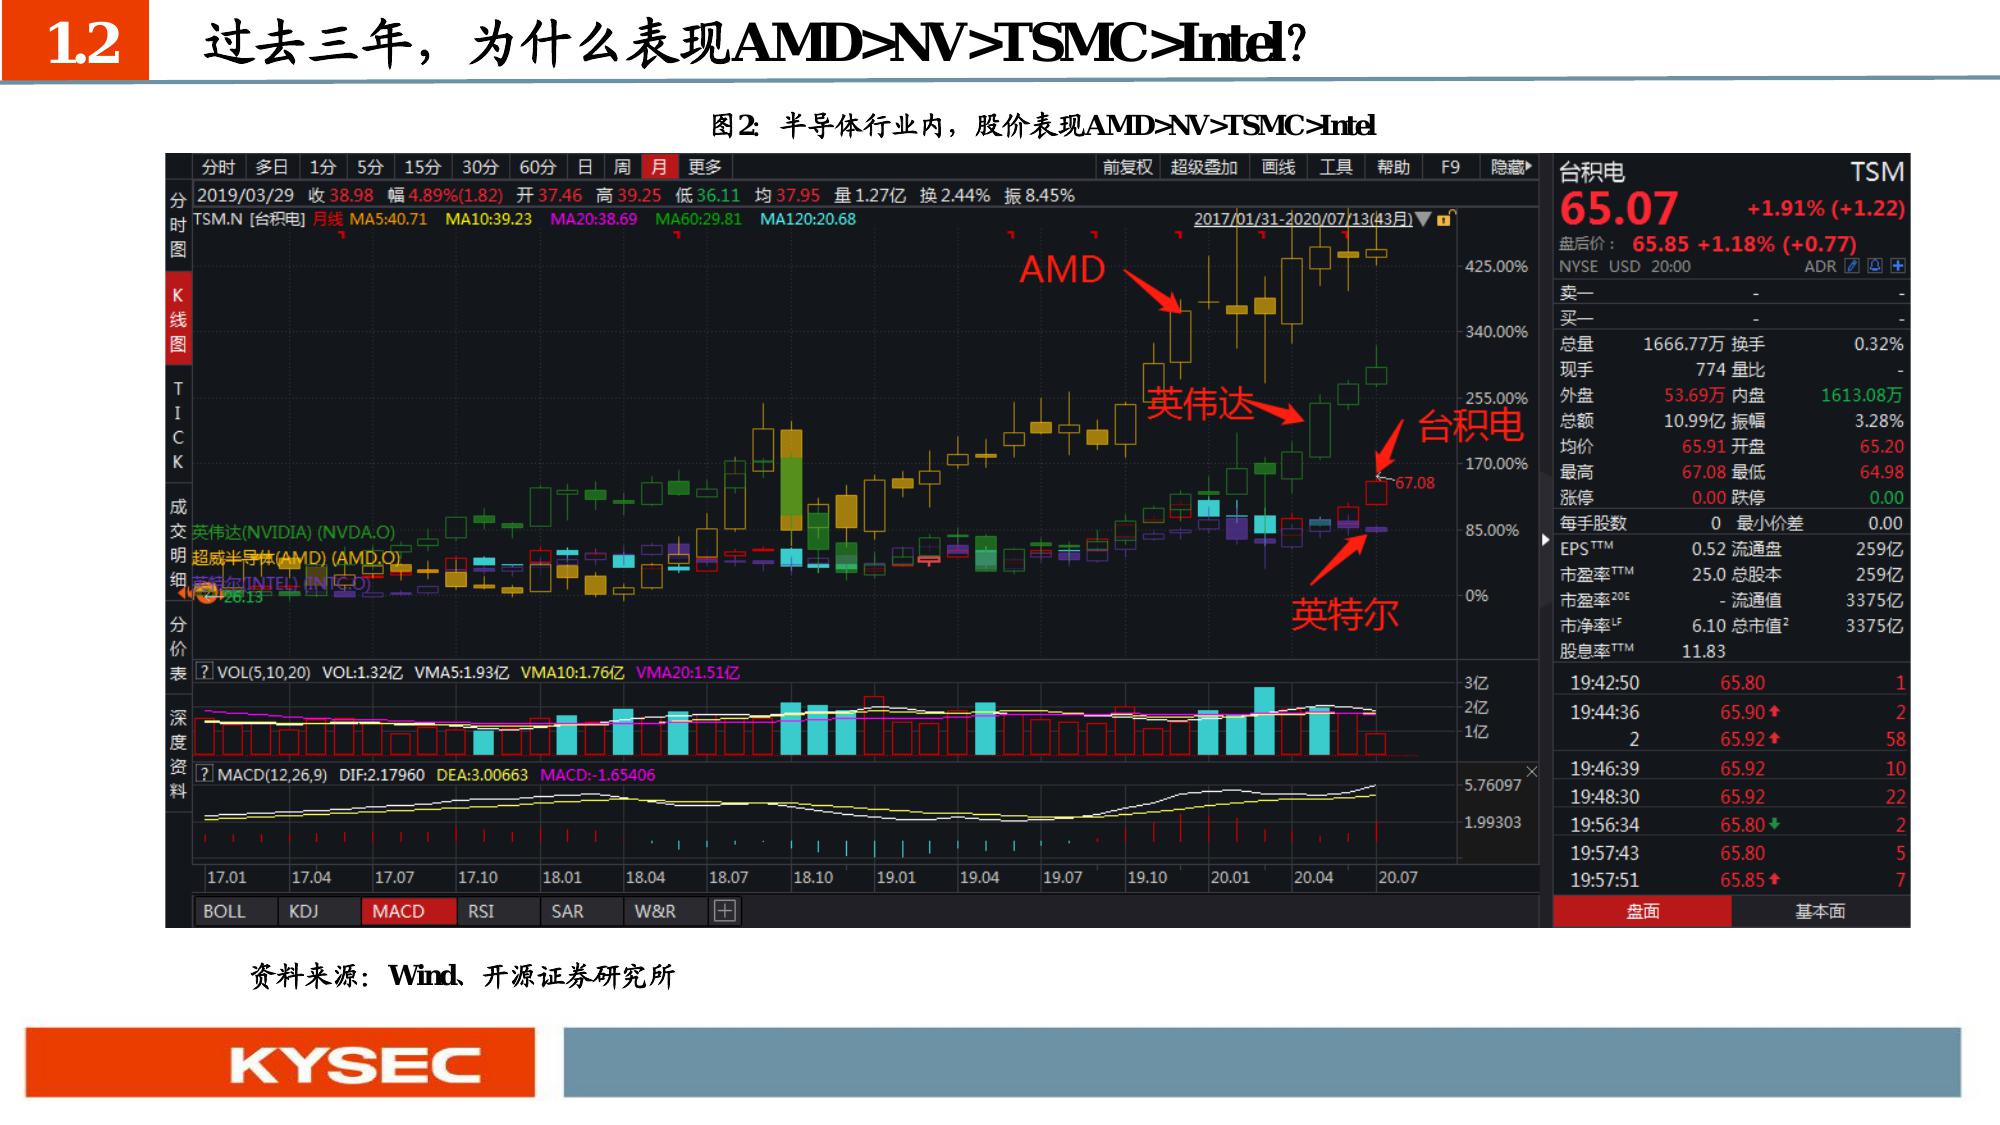 1.2
过去三年，为什么表现AMD>NV>TSMC>Intel？
图2：半导体行业内，股价表现AMD>NV>TSMC>Intel
分时 多日 1分 5分 15分 30分 60分 日 周 月 更多 前复权 超级叠加 画线 工具 帮助 F9 隐藏
2019/03/29 收38.98 幅4.89%(1.82) 开37.46 高39.25 低36.11 均37.95 量1.27亿 换2.44% 振8.45%
TSM.N [台积电] 月线 MA5:40.71 MA10:39.23 MA20:38.69 MA60:29.81 MA120:20.68 2017/01/31-2020/07/13(43月)
分时图
K线图
TICK
成交明细
分价表
深度资料
AMD
英伟达
台积电
67.08
英特尔
英伟达(NVIDIA) (NVDA.O)
超威半导体(AMD) (AMD.O)
英特尔(INTEL) (INTC.O)
26.13
425.00%
340.00%
255.00%
170.00%
85.00%
0%
VOL(5,10,20) VOL:1.32亿 VMA5:1.93亿 VMA10:1.76亿 VMA20:1.51亿
3亿
2亿
1亿
MACD(12,26,9) DIF:2.17960 DEA:3.00663 MACD:-1.65406
5.76097
1.99303
17.01 17.04 17.07 17.10 18.01 18.04 18.07 18.10 19.01 19.04 19.07 19.10 20.01 20.04 20.07
BOLL KDJ MACD RSI SAR W&R
台积电 TSM
65.07 +1.91% (+1.22)
盘后价： 65.85 +1.18% (+0.77)
NYSE USD 20:00 ADR
卖一 - -
买一 - -
总量 1666.77万 换手 0.32%
现手 774 量比 -
外盘 53.69万 内盘 1613.08万
总额 10.99亿 振幅 3.28%
均价 65.91 开盘 65.20
最高 67.08 最低 64.98
涨停 0.00 跌停 0.00
每手股数 0 最小价差 0.00
EPS TTM 0.52 流通盘 259亿
市盈率TTM 25.0 总股本 259亿
市盈率20E - 流通值 3375亿
市净率LF 6.10 总市值2 3375亿
股息率TTM 11.83
19:42:50 65.80 1
19:44:36 65.90 2
2 65.92 58
19:46:39 65.92 10
19:48:30 65.92 22
19:56:34 65.80 2
19:57:43 65.80 5
19:57:51 65.85 7
盘面 基本面
资料来源：Wind、开源证券研究所
KYSEC